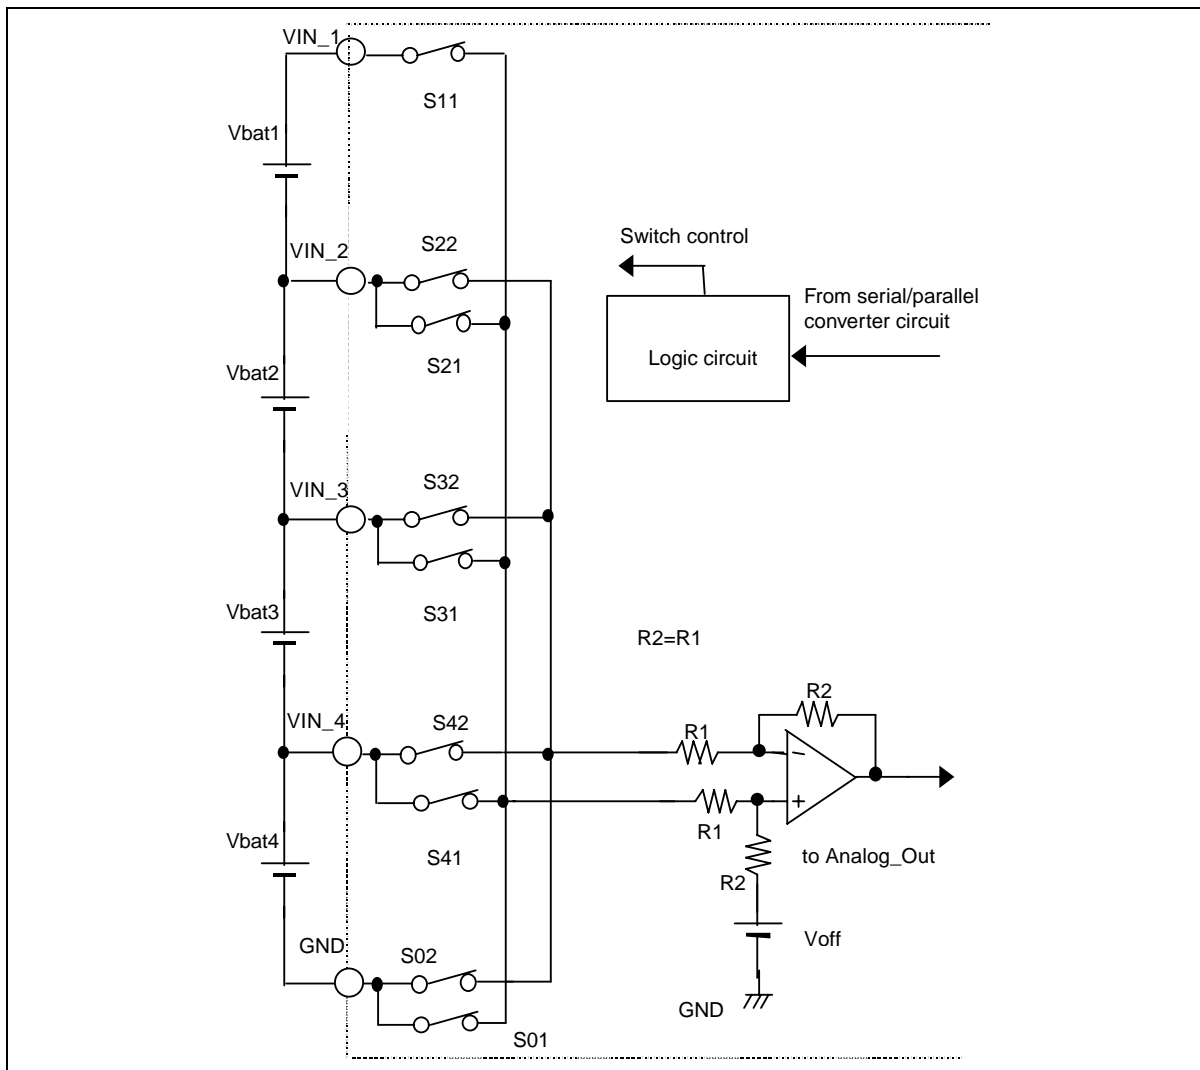 VIN_1
S11
Vbat1
Switch control
S22
VIN_2
From serial/parallel
converter circuit
Logic circuit
S21
Vbat2
S32
VIN_3
Vbat3
S31
R2=R1
R2
VIN_4
S42
R1
−
+
R1
Vbat4
S41
to Analog_Out
R2
GND
S02
Voff
GND
S01